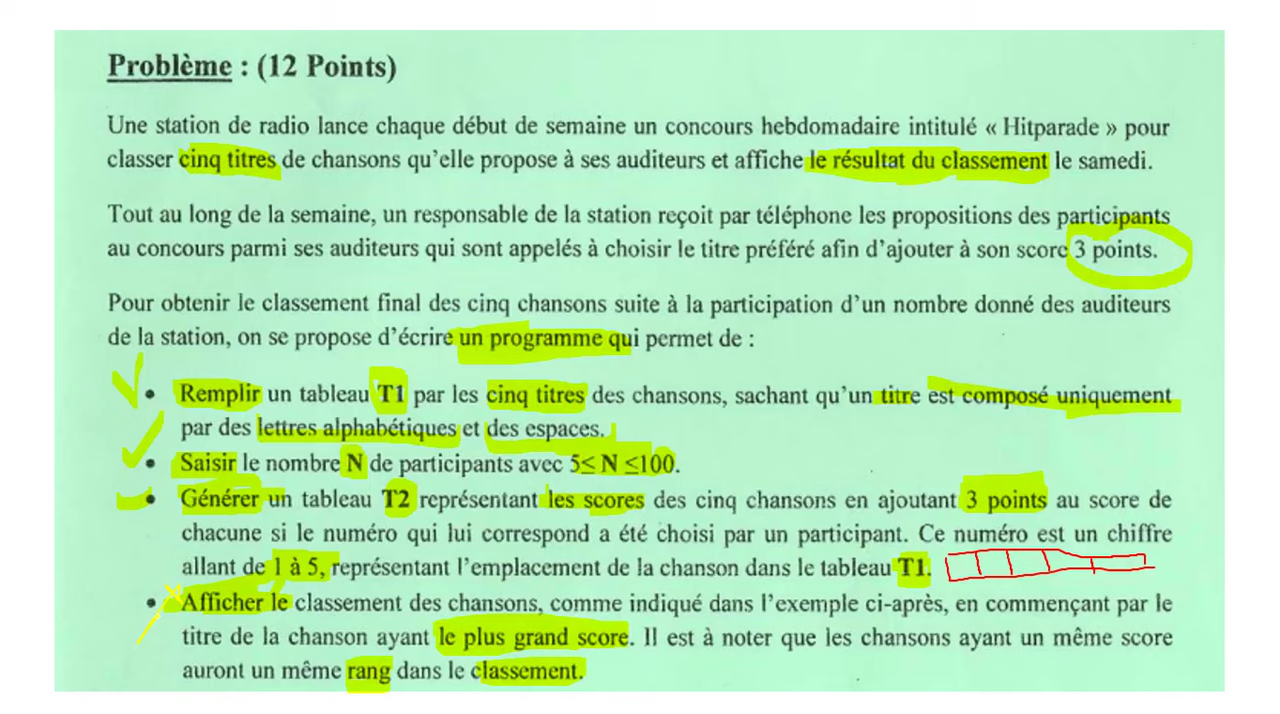 Problème : (12 Points)
Une station de radio lance chaque début de semaine un concours hebdomadaire intitulé « Hitparade » pour
classer cinq titres de chansons qu'elle propose à ses auditeurs et affiche le résultat du classement le samedi.
Tout au long de la semaine, un responsable de la station reçoit par téléphone les propositions des participants
au concours parmi ses auditeurs qui sont appelés à choisir le titre préféré afin d'ajouter à son score 3 points.
Pour obtenir le classement final des cinq chansons suite à la participation d'un nombre donné des auditeurs
de la station, on se propose d'écrire un programme qui permet de :
• Remplir un tableau T1 par les cinq titres des chansons, sachant qu'un titre est composé uniquement
par des lettres alphabétiques et des espaces.
• Saisir le nombre N de participants avec 5≤ N ≤100.
• Générer un tableau T2 représentant les scores des cinq chansons en ajoutant 3 points au score de
chacune si le numéro qui lui correspond a été choisi par un participant. Ce numéro est un chiffre
allant de 1 à 5, représentant l'emplacement de la chanson dans le tableau T1.
• Afficher le classement des chansons, comme indiqué dans l'exemple ci-après, en commençant par le
titre de la chanson ayant le plus grand score. Il est à noter que les chansons ayant un même score
auront un même rang dans le classement.